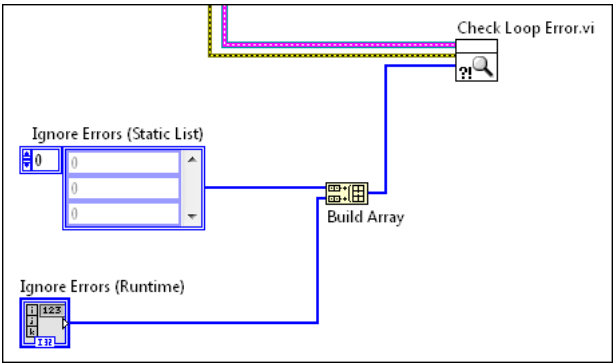 Check Loop Error.vi
?!
Ignore Errors (Static List)
0
0
0
0
Build Array
Ignore Errors (Runtime)
i
123
j
k
I32